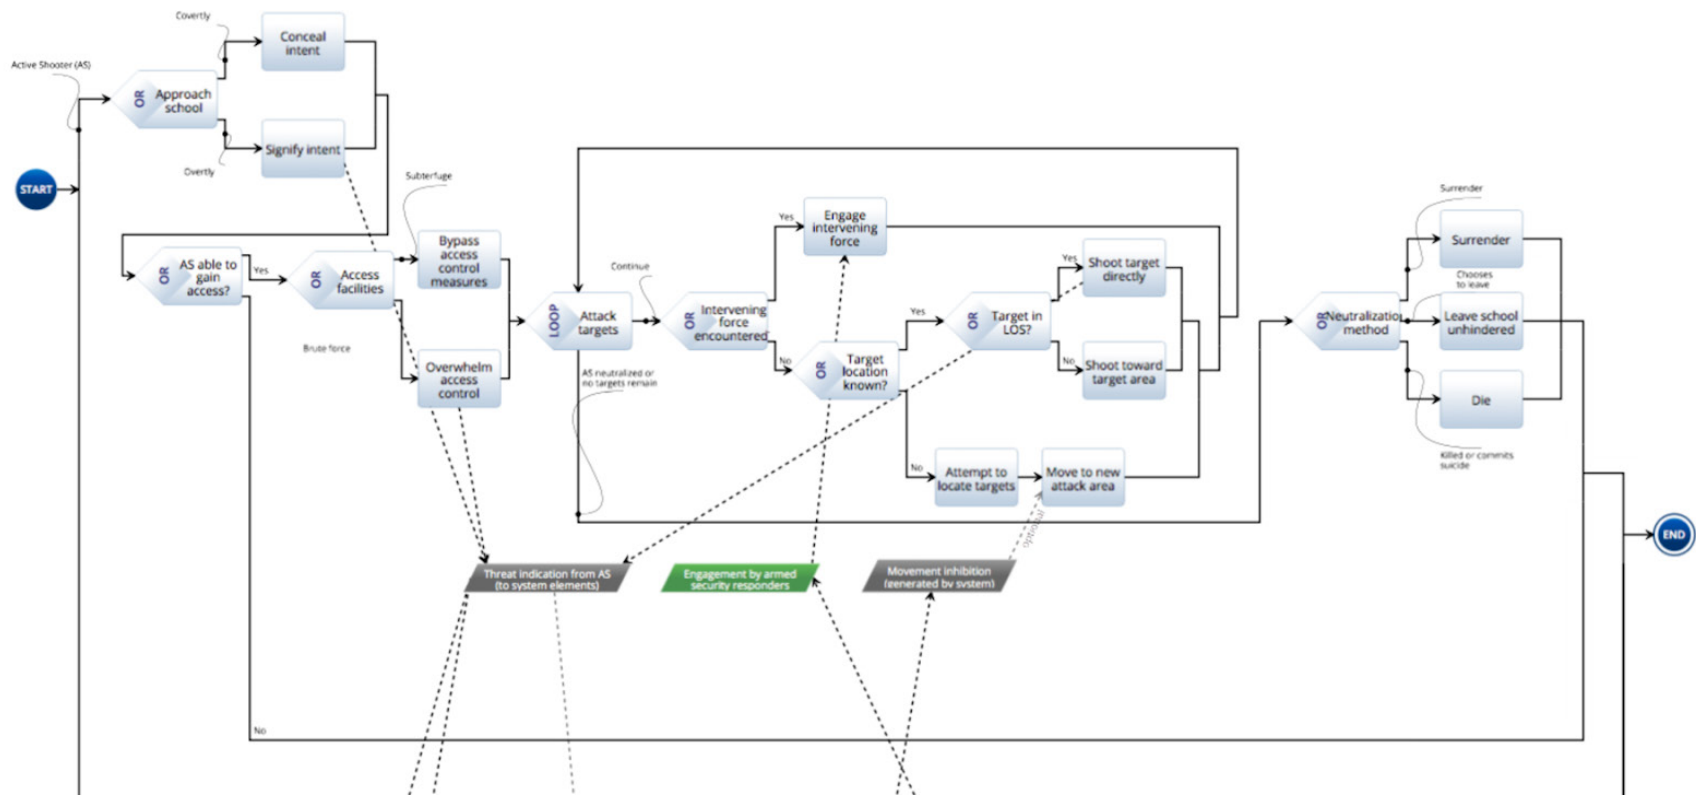 Covertly
Conceal
intent
Active Shooter (AS)
OR
Approach
school
Signify intent
Overtly
START
Subterfuge
Bypass
access
control
measures
OR
AS able to
gain
access?
Yes
OR
Access
facilities
Brute force
Overwhelm
access
control
LOOP
Attack
targets
Continue
AS neutralized or
no targets remain
OR
Intervening
force
encountered
Yes
Engage
intervening
force
No
OR
Target
location
known?
Yes
OR
Target in
LOS?
Yes
Shoot target
directly
No
Shoot toward
target area
No
Attempt to
locate targets
Move to new
attack area
optional
OR
Neutralization
method
Surrender
Surrender
Chooses
to leave
Leave school
unhindered
Die
Killed or commits
suicide
END
Threat indication from AS
(to system elements)
Engagement by armed
security responders
Movement inhibition
(generated by system)
No